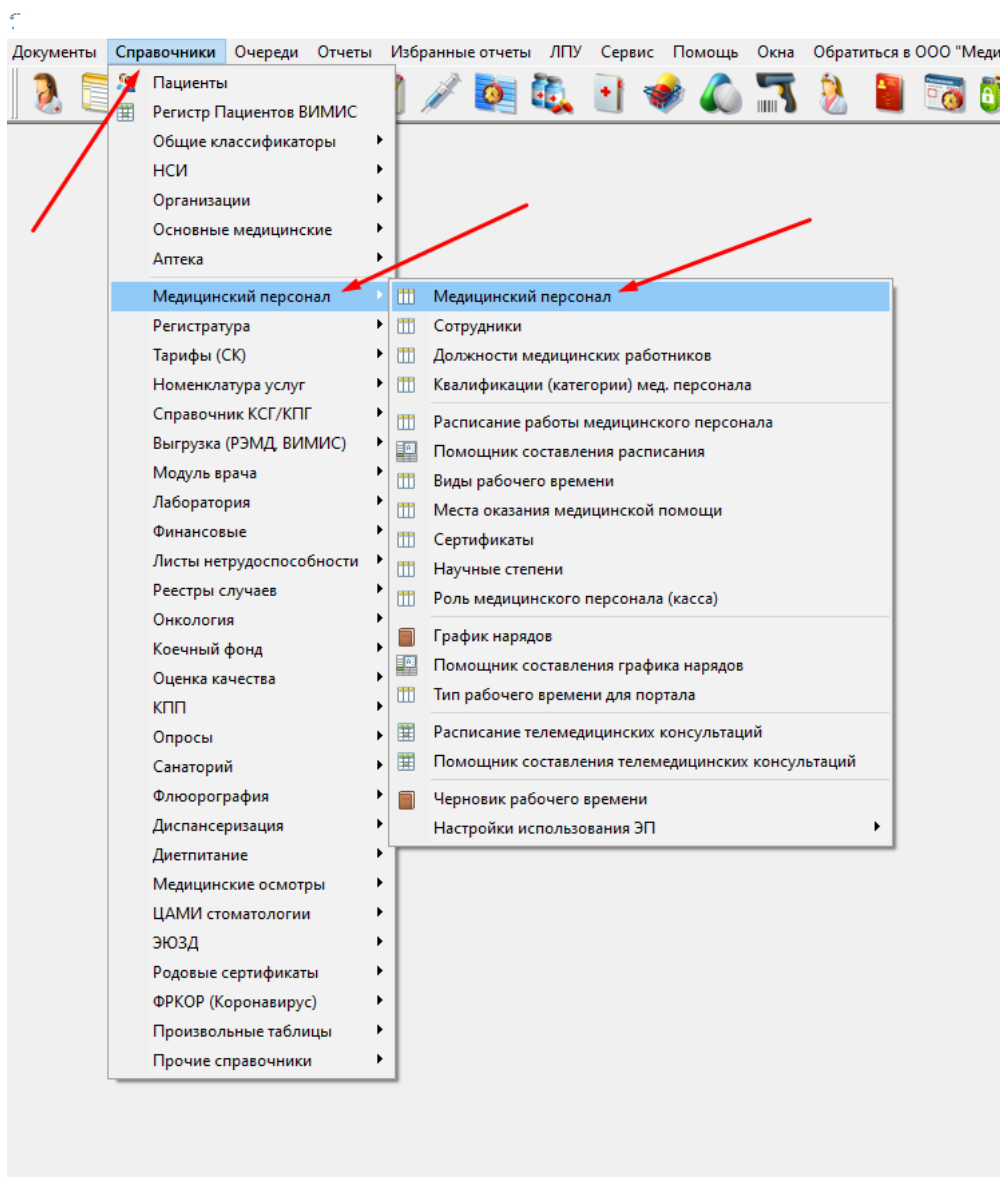 Документы Справочники Очереди Отчеты Избранные отчеты ЛПУ Сервис Помощь Окна Обратиться в ООО "Меди
Пациенты
Регистр Пациентов ВИМИС
Общие классификаторы
НСИ
Организации
Основные медицинские
Аптека
Медицинский персонал
Регистратура
Тарифы (СК)
Номенклатура услуг
Справочник КСГ/КПГ
Выгрузка (РЭМД, ВИМИС)
Модуль врача
Лаборатория
Финансовые
Листы нетрудоспособности
Реестры случаев
Онкология
Коечный фонд
Оценка качества
КПП
Опросы
Санаторий
Флюорография
Диспансеризация
Диетпитание
Медицинские осмотры
ЦАМИ стоматологии
ЭЮЗД
Родовые сертификаты
ФРКОР (Коронавирус)
Произвольные таблицы
Прочие справочники
Медицинский персонал
Сотрудники
Должности медицинских работников
Квалификации (категории) мед. персонала
Расписание работы медицинского персонала
Помощник составления расписания
Виды рабочего времени
Места оказания медицинской помощи
Сертификаты
Научные степени
Роль медицинского персонала (касса)
График нарядов
Помощник составления графика нарядов
Тип рабочего времени для портала
Расписание телемедицинских консультаций
Помощник составления телемедицинских консультаций
Черновик рабочего времени
Настройки использования ЭП